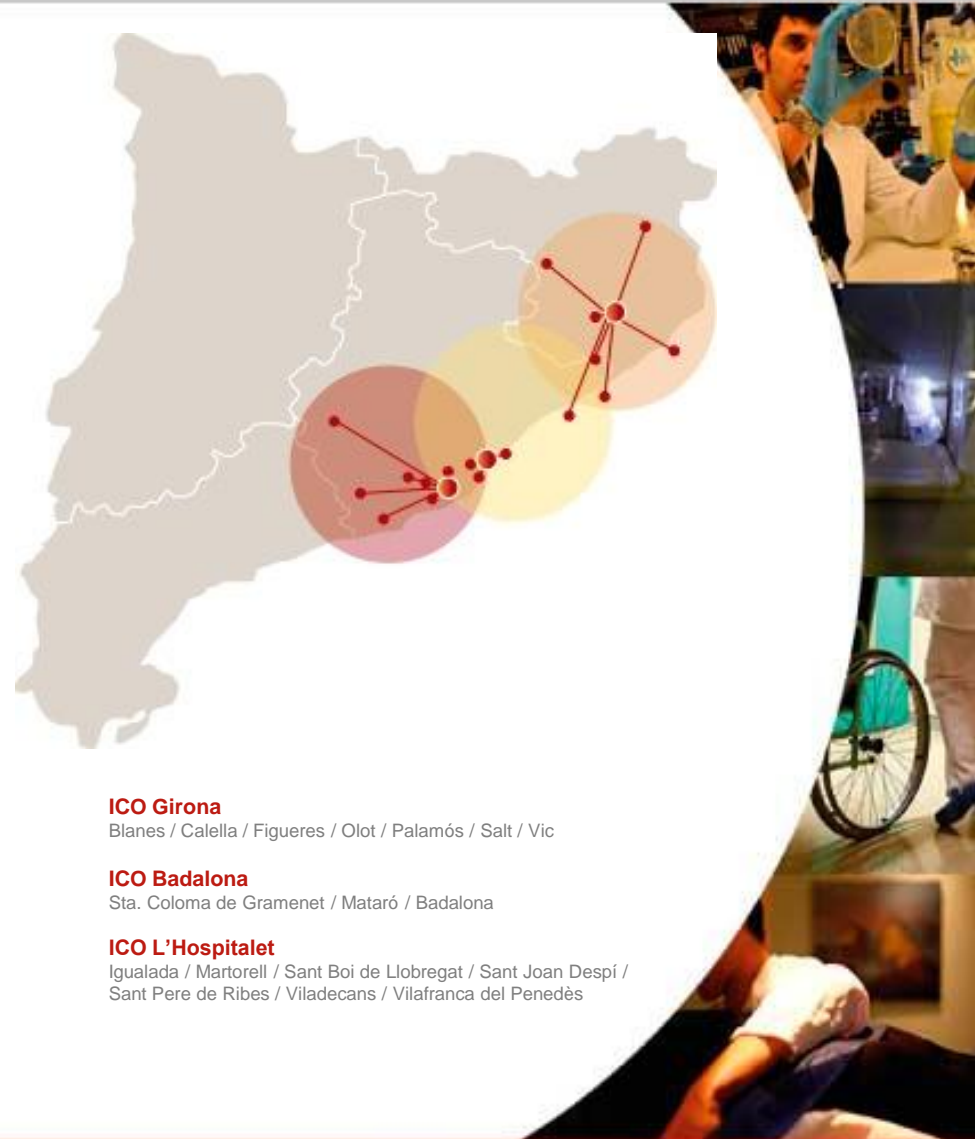 ICO Girona
Blanes / Calella / Figueres / Olot / Palamós / Salt / Vic
ICO Badalona
Sta. Coloma de Gramenet / Mataró / Badalona
ICO L’Hospitalet
Igualada / Martorell / Sant Boi de Llobregat / Sant Joan Despí /
Sant Pere de Ribes / Viladecans / Vilafranca del Penedès